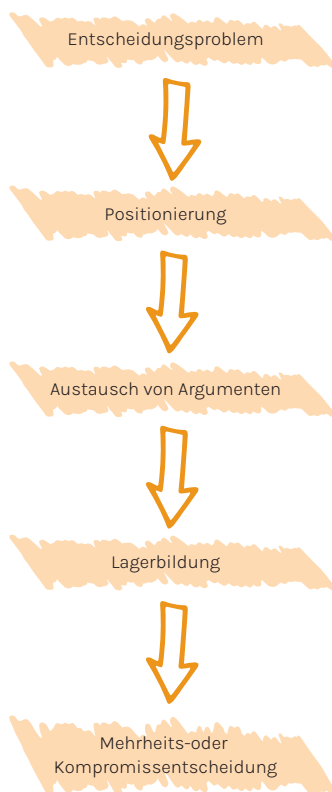 Entscheidungsproblem
Positionierung
Austausch von Argumenten
Lagerbildung
Mehrheits-oder
Kompromissentscheidung